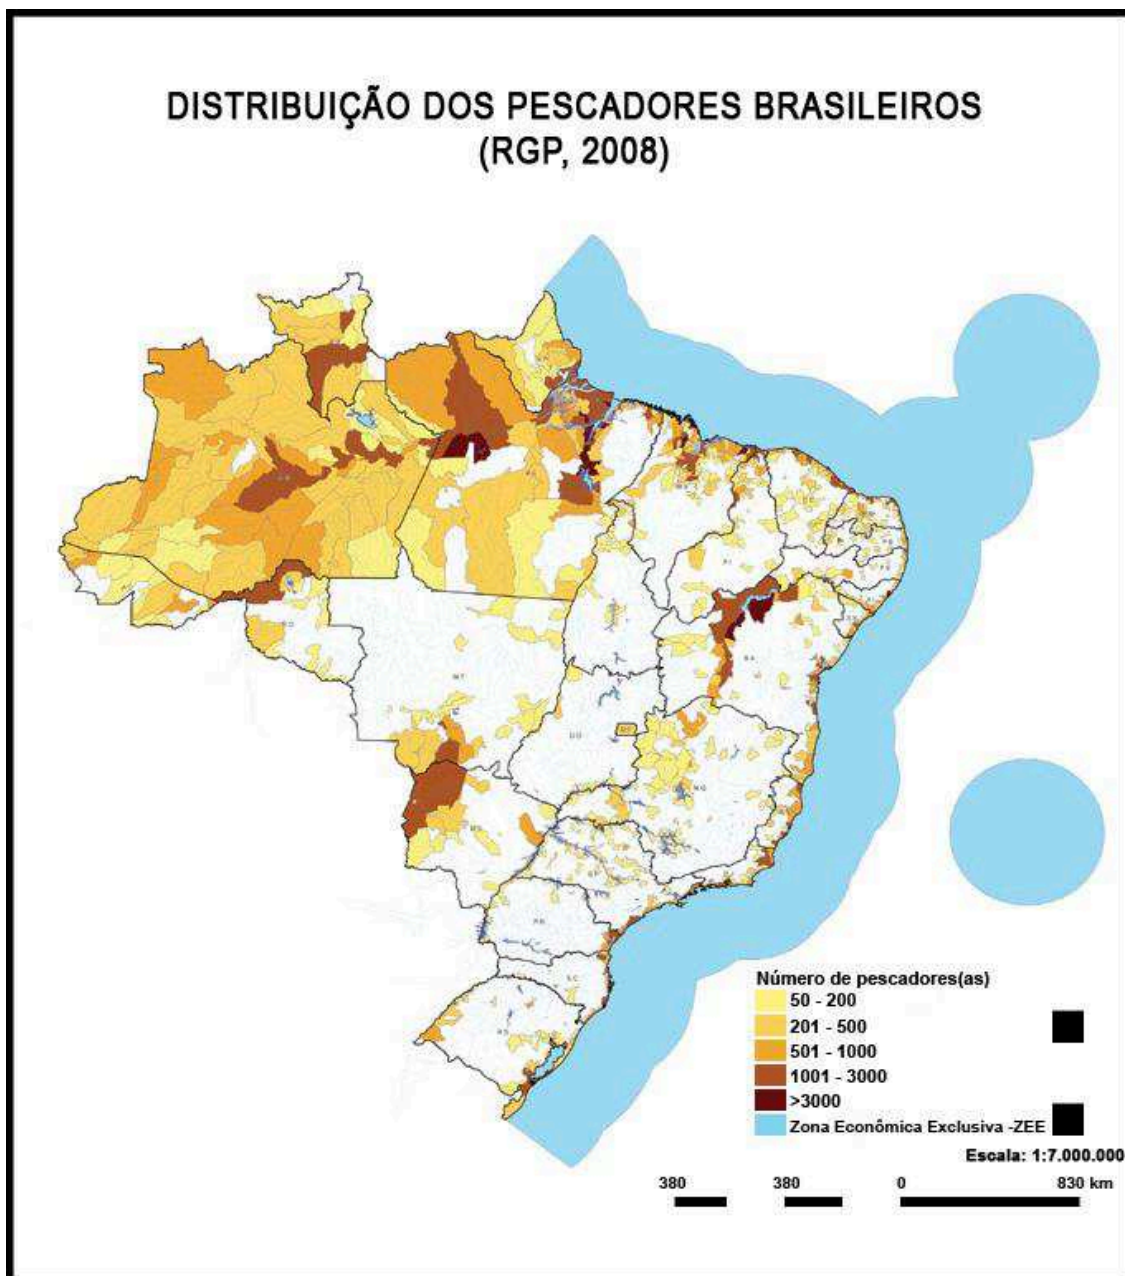 DISTRIBUIÇÃO DOS PESCADORES BRASILEIROS
(RGP, 2008)
Número de pescadores(as)
50 - 200
201 - 500
501 - 1000
1001 - 3000
>3000
Zona Econômica Exclusiva -ZEE
Escala: 1:7.000.000
380 380 0 830 km